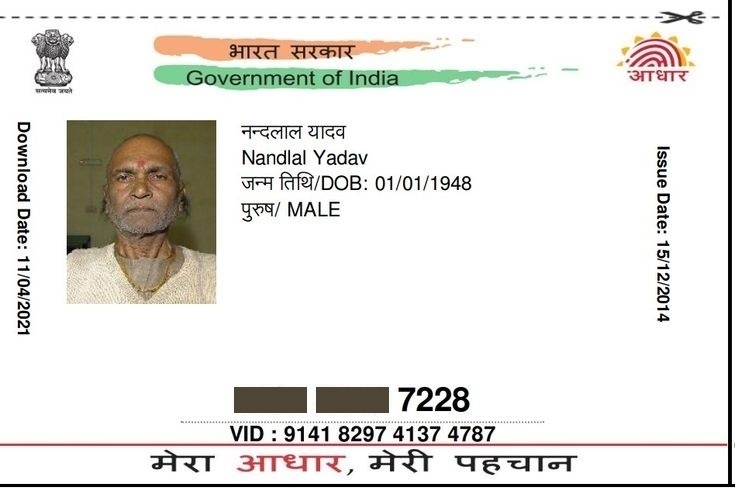 भारत सरकार
Government of India
सत्यमेव जयते
आधार
Download Date: 11/04/2021
नन्दलाल यादव
Nandlal Yadav
जन्म तिथि/DOB: 01/01/1948
पुरुष/ MALE
Issue Date: 15/12/2014
7228
VID : 9141 8297 4137 4787
मेरा आधार, मेरी पहचान